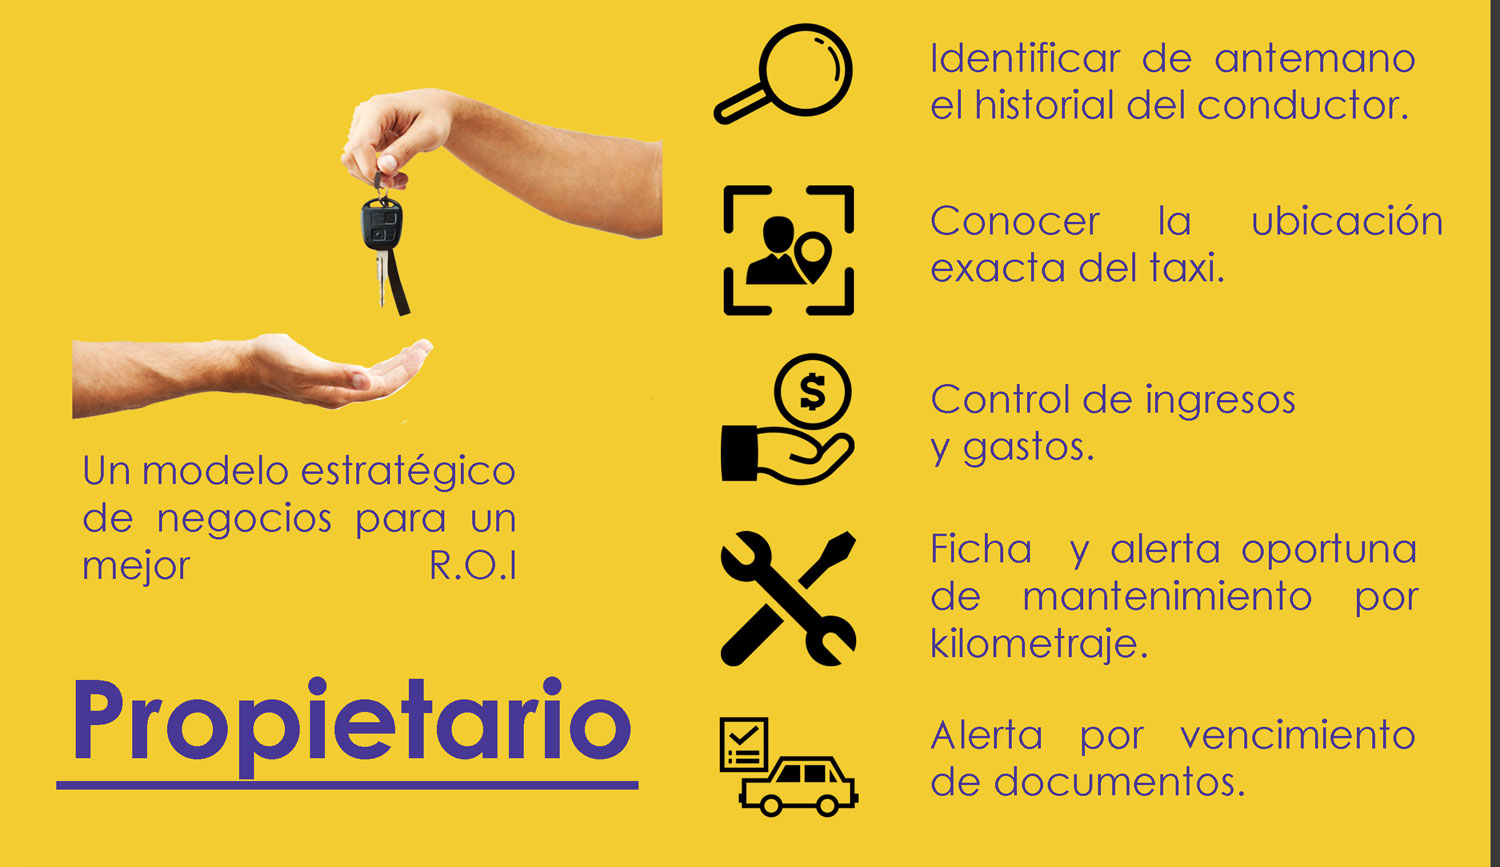 Un modelo estratégico
de negocios para un
mejor R.O.I
Propietario
Identificar de antemano
el historial del conductor.
Conocer la ubicación
exacta del taxi.
$
Control de ingresos
y gastos.
Ficha y alerta oportuna
de mantenimiento por
kilometraje.
Alerta por vencimiento
de documentos.